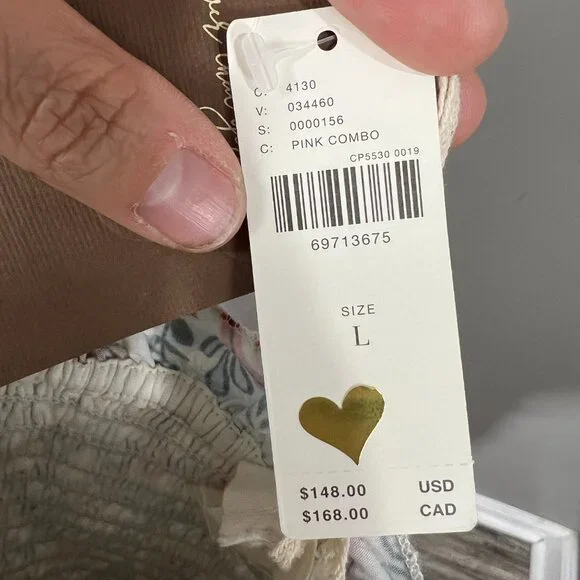 4130
V: 034460
S: 0000156
C: PINK COMBO
CP5530 0019
69713675
SIZE
L
$148.00 USD
$168.00 CAD